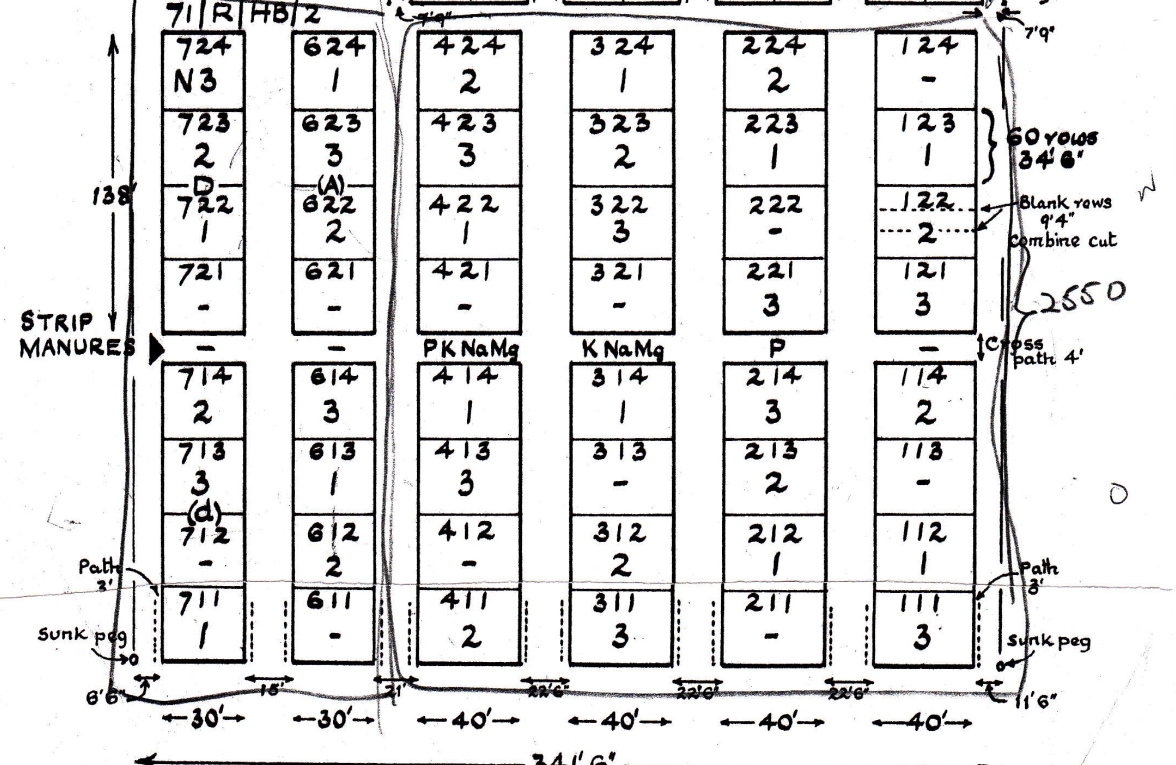 71/R/HB/2
7'9" 7'9"
724 624 424 324 224 124
N3 1 2 1 2 -
723 623 423 323 223 123
2 3 3 2 1 1
60 rows
34'6"
138' D (A)
722 622 422 322 222 122
1 2 1 3 - 2
Blank rows
9'4"
Combine cut
721 621 421 321 221 121
- - - - 3 3
2550
STRIP Y
MANURES - - PKNaMg KNaMg P -
Cross
path 4'
714 614 414 314 214 114
2 3 1 1 3 2
713 613 413 313 213 113
3 1 3 - 2 -
(d)
712 612 412 312 212 112
- 2 - 2 1 1
Path
3'
Path
3'
711 611 411 311 211 111
1 - 2 3 - 3
Sunk peg Sunk peg
6'6" 15' 21' 22'6" 22'6" 22'6" 11'6"
30' 30' 40' 40' 40' 40'
341'6"